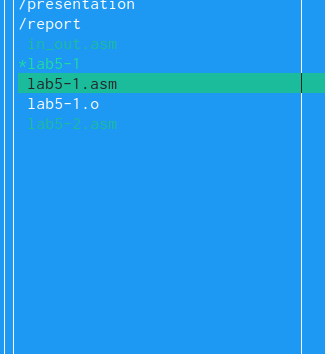 /presentation
/report
in_out.asm
*lab5-1
lab5-1.asm
lab5-1.o
lab5-2.asm